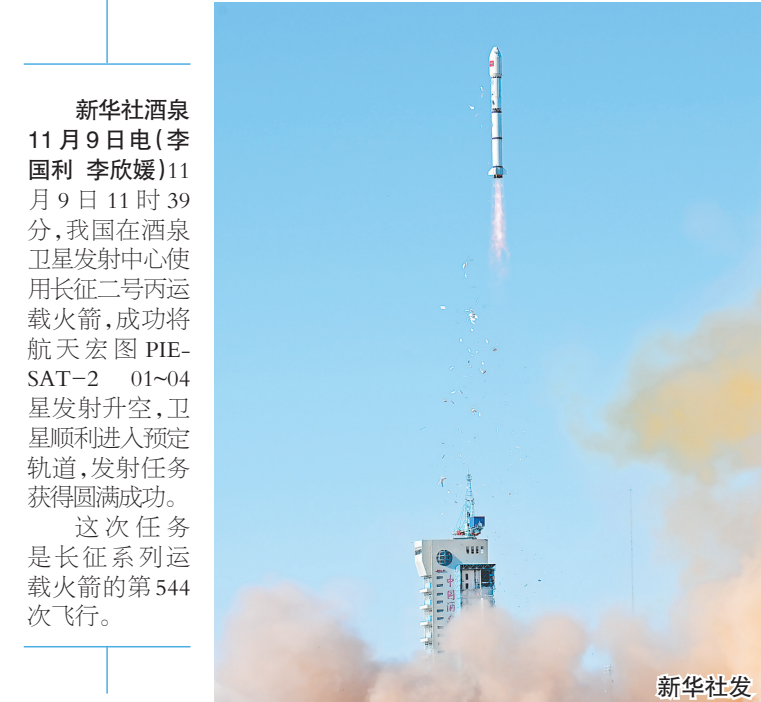 新华社酒泉
11月9日电(李
国利 李欣媛)11
月9日 11时39
分,我国在酒泉
卫星发射中心使
用长征二号丙运
载火箭,成功将
航天宏图 PIE-
SAT-2 01~04
星发射升空,卫
星顺利进入预定
轨道,发射任务
获得圆满成功。
这次任务
是长征系列运
载火箭的第544
次飞行。
中国酒
新华社发